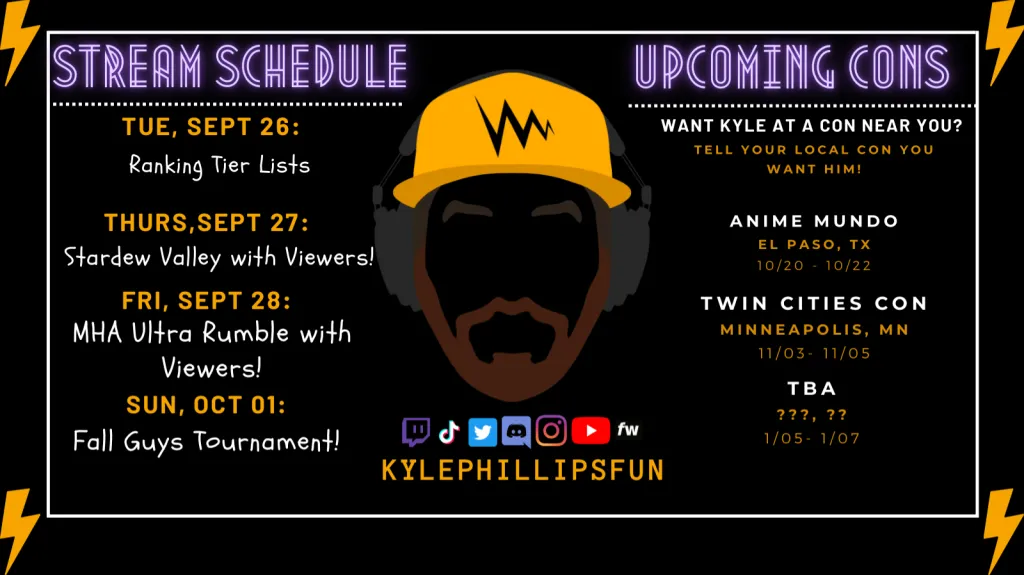 STREAM SCHEDULE
TUE, SEPT 26:
Ranking Tier Lists
THURS,SEPT 27:
Stardew Valley with Viewers!
FRI, SEPT 28:
MHA Ultra Rumble with
Viewers!
SUN, OCT 01:
Fall Guys Tournament!
fw
KYLEPHILLIPSFUN
UPCOMING CONS
WANT KYLE AT A CON NEAR YOU?
TELL YOUR LOCAL CON YOU
WANT HIM!
ANIME MUNDO
EL PASO, TX
10/20 - 10/22
TWIN CITIES CON
MINNEAPOLIS, MN
11/03- 11/05
TBA
???, ??
1/05- 1/07